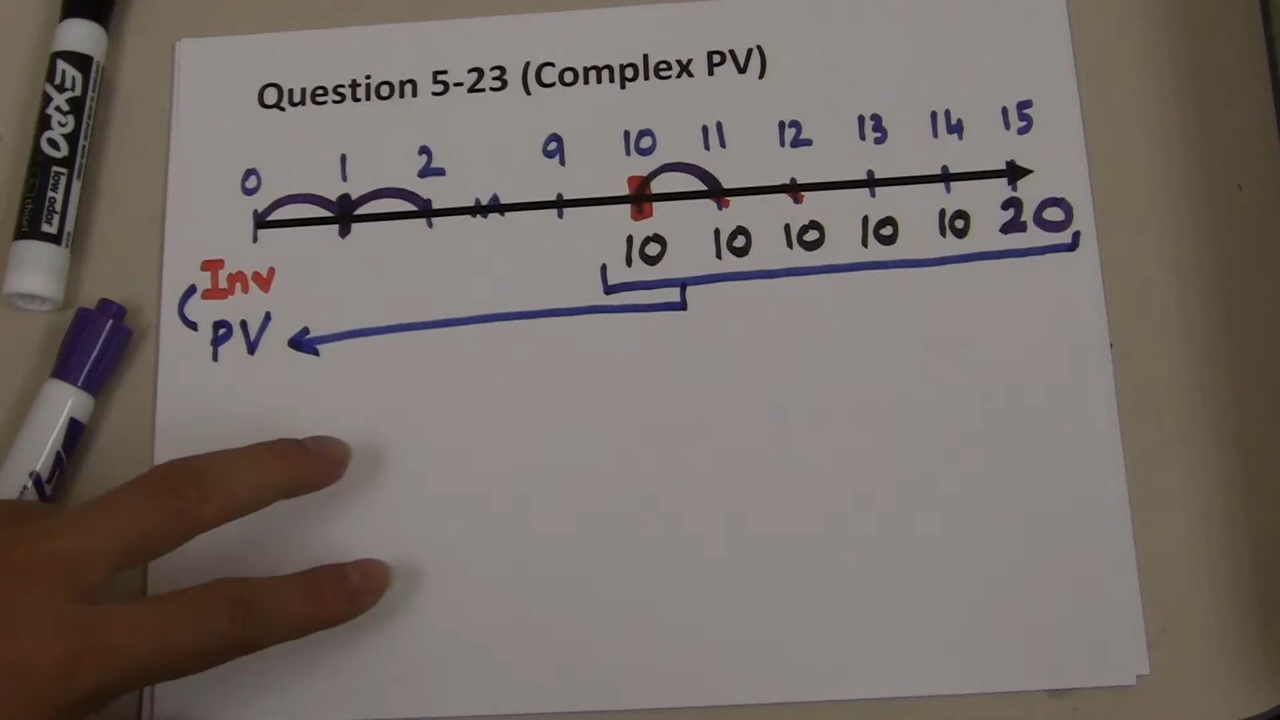 Question 5-23 (Complex PV)
0 1 2 9 10 11 12 13 14 15
10 10 10 10 10 20
Inv
PV
EXPO
low odor